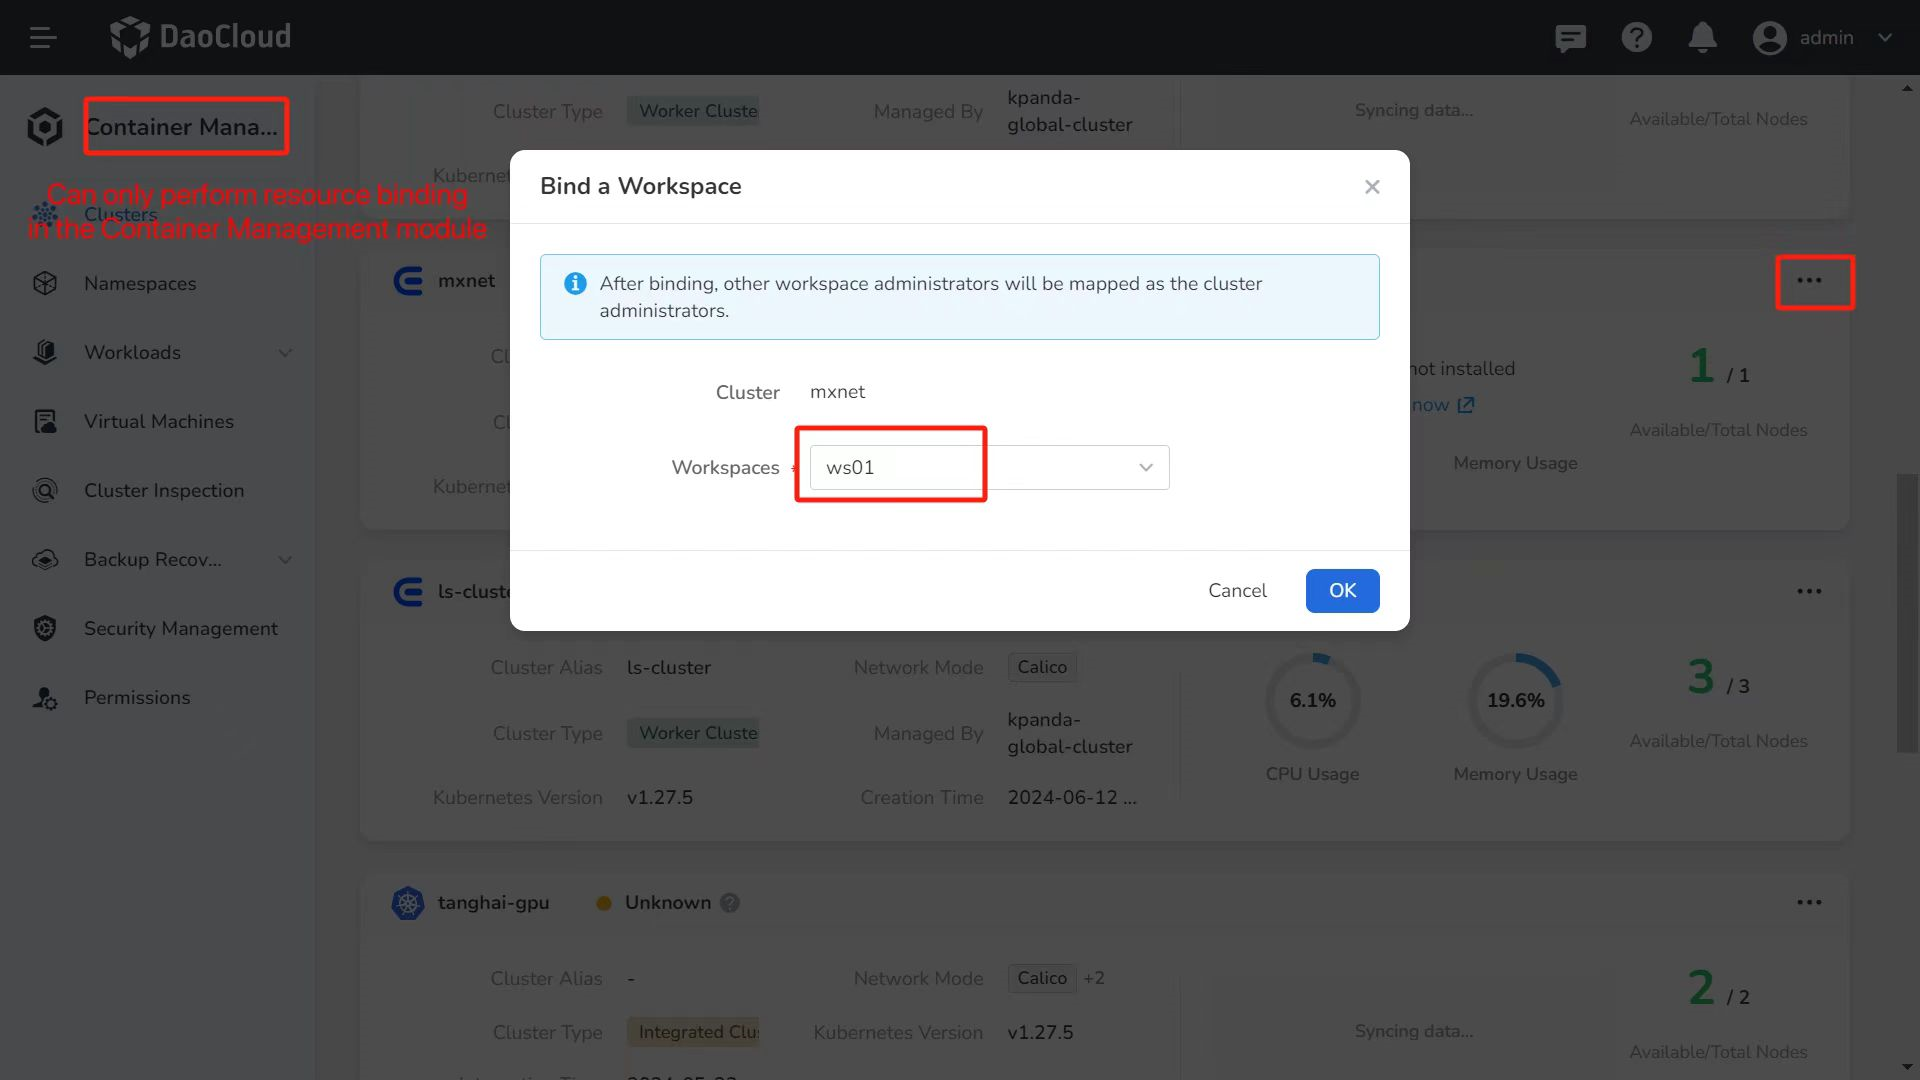 DaoCloud
admin
Container Mana...
Can only perform resource binding
in the Container Management module
Clusters
Namespaces
Workloads
Virtual Machines
Cluster Inspection
Backup Recov...
Security Management
Permissions
Cluster Type Worker Cluste Managed By kpanda-
global-cluster
Syncing data...
Available/Total Nodes
Bind a Workspace
After binding, other workspace administrators will be mapped as the cluster
administrators.
Cluster mxnet
Workspaces * ws01
Cancel OK
mxnet
not installed
now
1 / 1
Available/Total Nodes
Memory Usage
Cluster Alias ls-cluster Network Mode Calico
Cluster Type Worker Cluste Managed By kpanda-
global-cluster
Kubernetes Version v1.27.5 Creation Time 2024-06-12 ...
6.1%
CPU Usage
19.6%
Memory Usage
3 / 3
Available/Total Nodes
tanghai-gpu Unknown
Cluster Alias - Network Mode Calico +2
Cluster Type Integrated Clu Kubernetes Version v1.27.5
Syncing data...
2 / 2
Available/Total Nodes